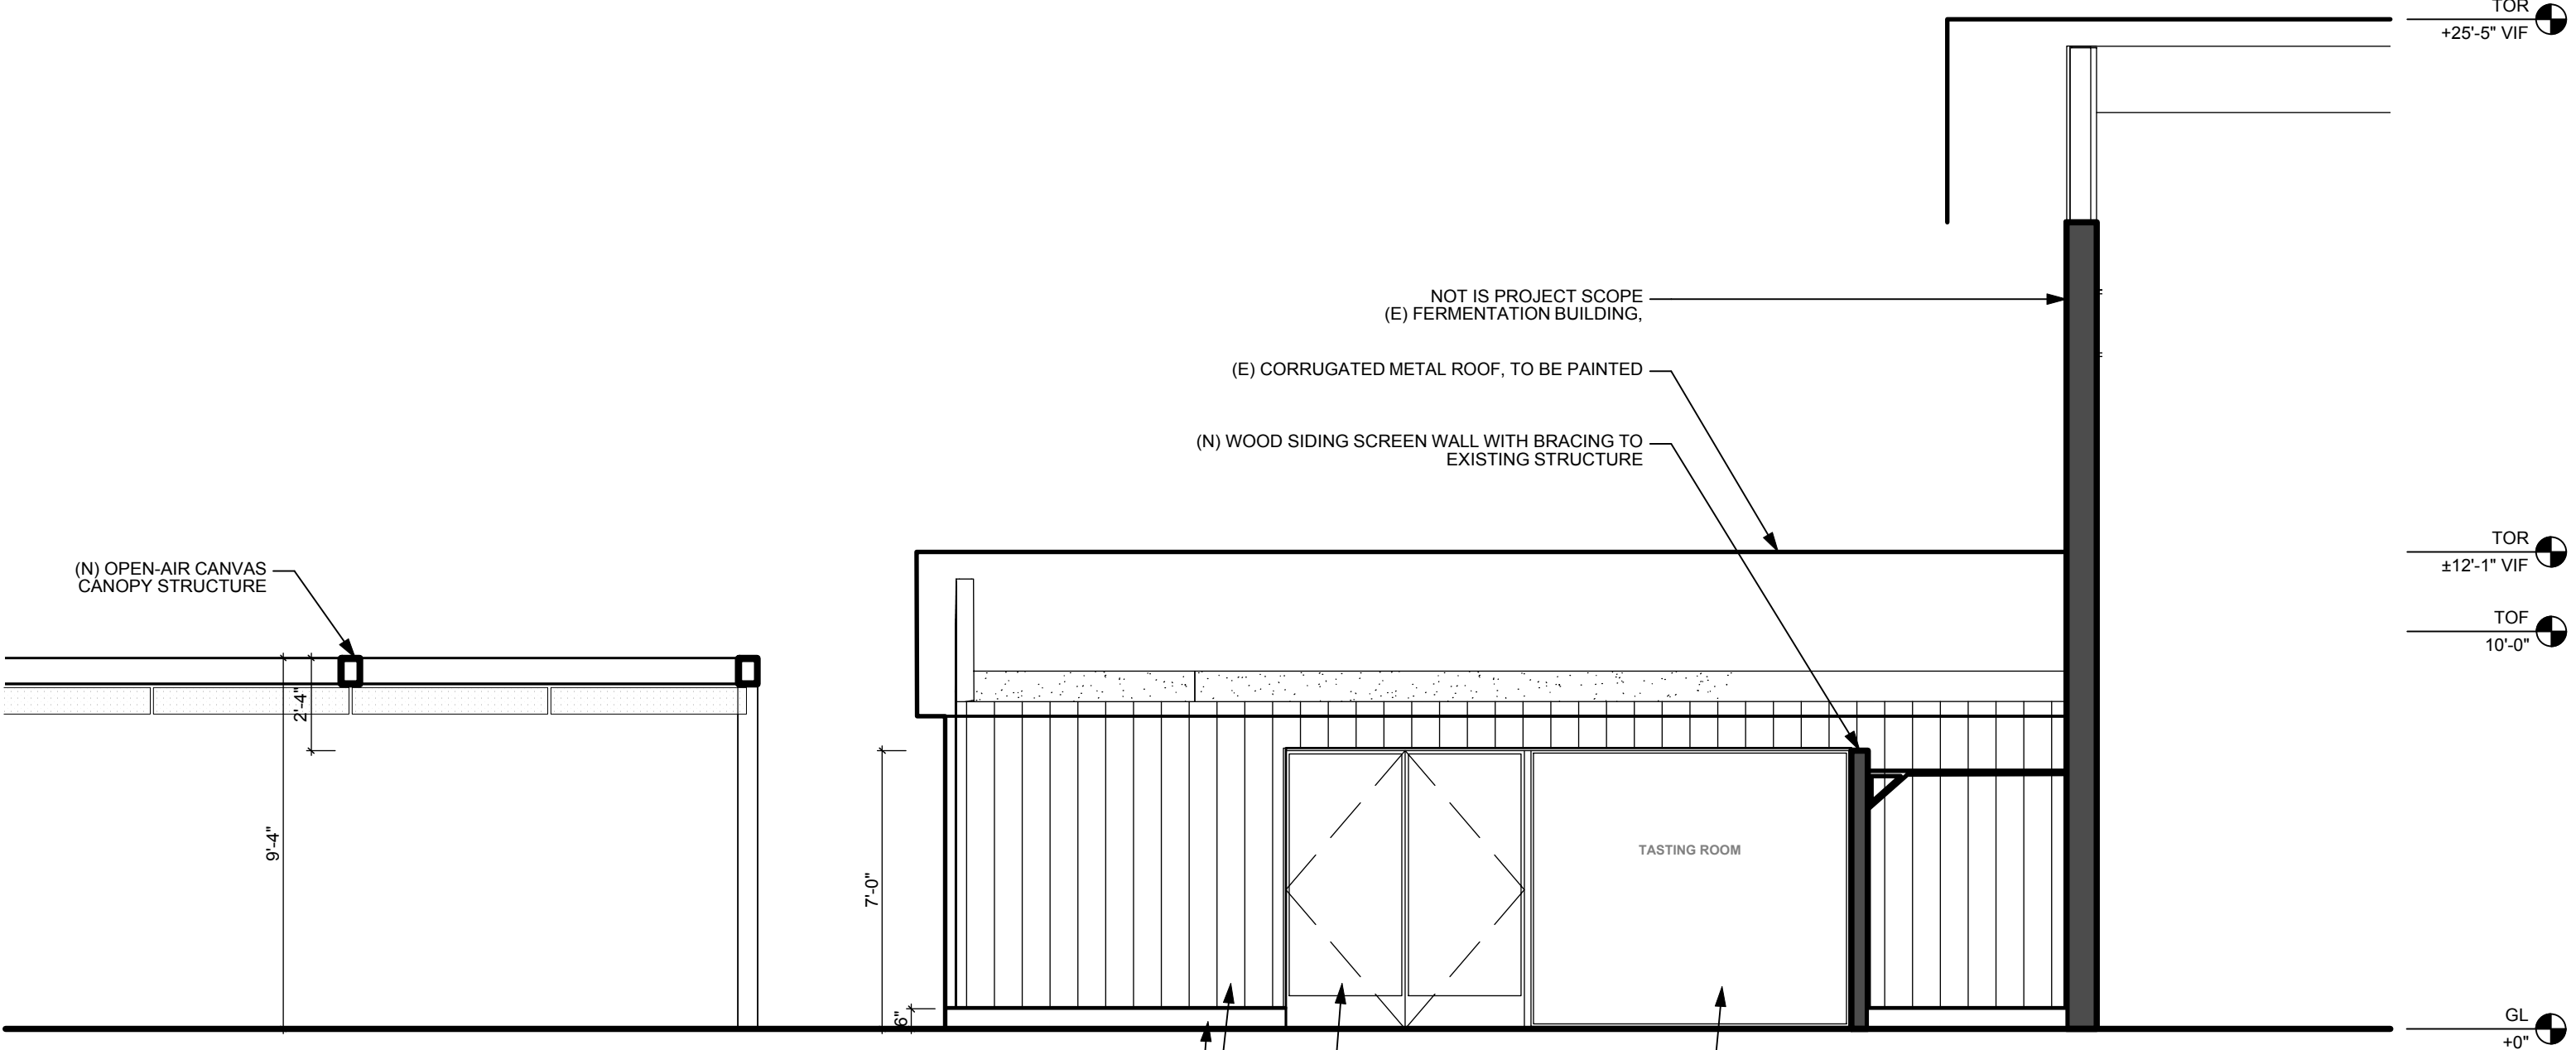 TOR
+25'-5" VIF
NOT IS PROJECT SCOPE
(E) FERMENTATION BUILDING,
(E) CORRUGATED METAL ROOF, TO BE PAINTED
(N) WOOD SIDING SCREEN WALL WITH BRACING TO
EXISTING STRUCTURE
TOR
±12'-1" VIF
(N) OPEN-AIR CANVAS
CANOPY STRUCTURE
TOF
10'-0"
2'-4"
9'-4"
7'-0"
6"
TASTING ROOM
GL
+0"